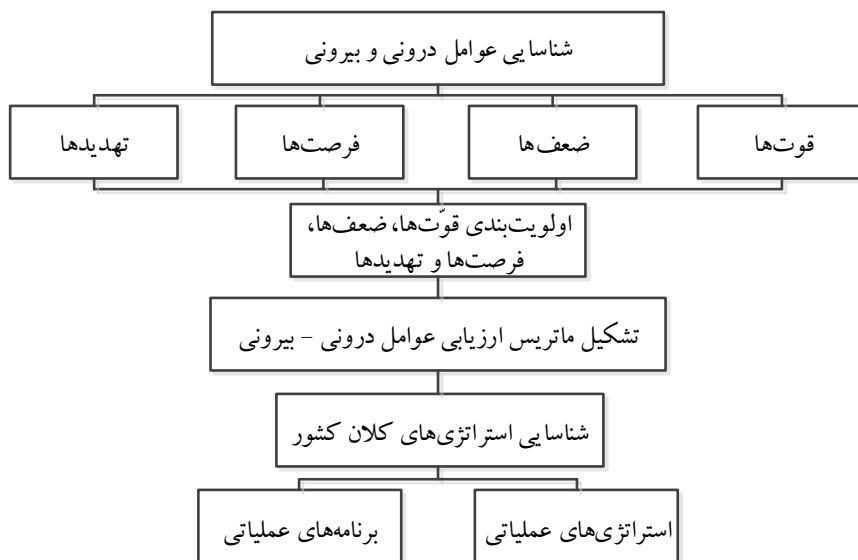 شناسایی عوامل درونی و بیرونی
قوت‌ها
ضعف‌ها
فرصت‌ها
تهدیدها
اولویت‌بندی قوّت‌ها، ضعف‌ها،
فرصت‌ها و تهدیدها
تشکیل ماتریس ارزیابی عوامل درونی – بیرونی
شناسایی استراتژی‌های کلان کشور
استراتژی‌های عملیاتی
برنامه‌های عملیاتی